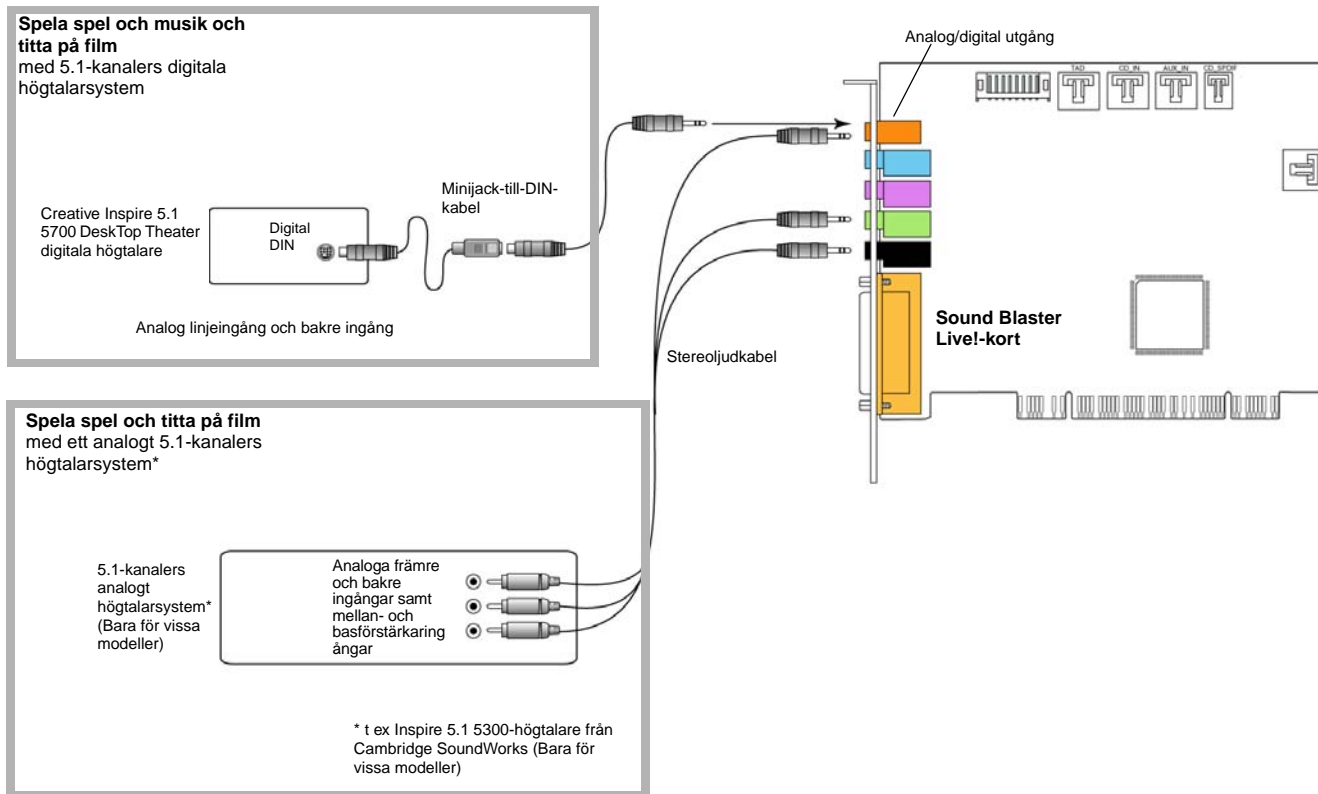 Spela spel och musik och
titta på film
med 5.1-kanalers digitala
högtalarsystem
Creative Inspire 5.1
5700 DeskTop Theater
digitala högtalare
Digital
DIN
Minijack-till-DIN-
kabel
Analog linjeingång och bakre ingång
Analog/digital utgång
TAD
CD_IN
AUX_IN
CD_SPDIF
Sound Blaster
Live!-kort
Stereoljudkabel
Spela spel och titta på film
med ett analogt 5.1-kanalers
högtalarsystem*
5.1-kanalers
analogt
högtalarsystem*
(Bara för vissa
modeller)
Analoga främre
och bakre
ingångar samt
mellan- och
basförstärkaring
ångar
* t ex Inspire 5.1 5300-högtalare från
Cambridge SoundWorks (Bara för
vissa modeller)